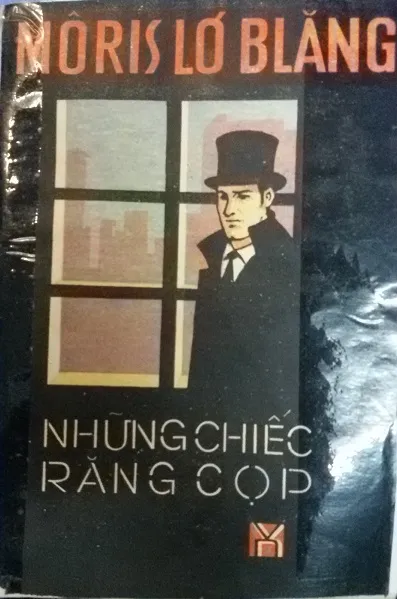 MÔRIS LƠ BLĂNG
NHỮNG CHIẾC
RĂNG CỌP